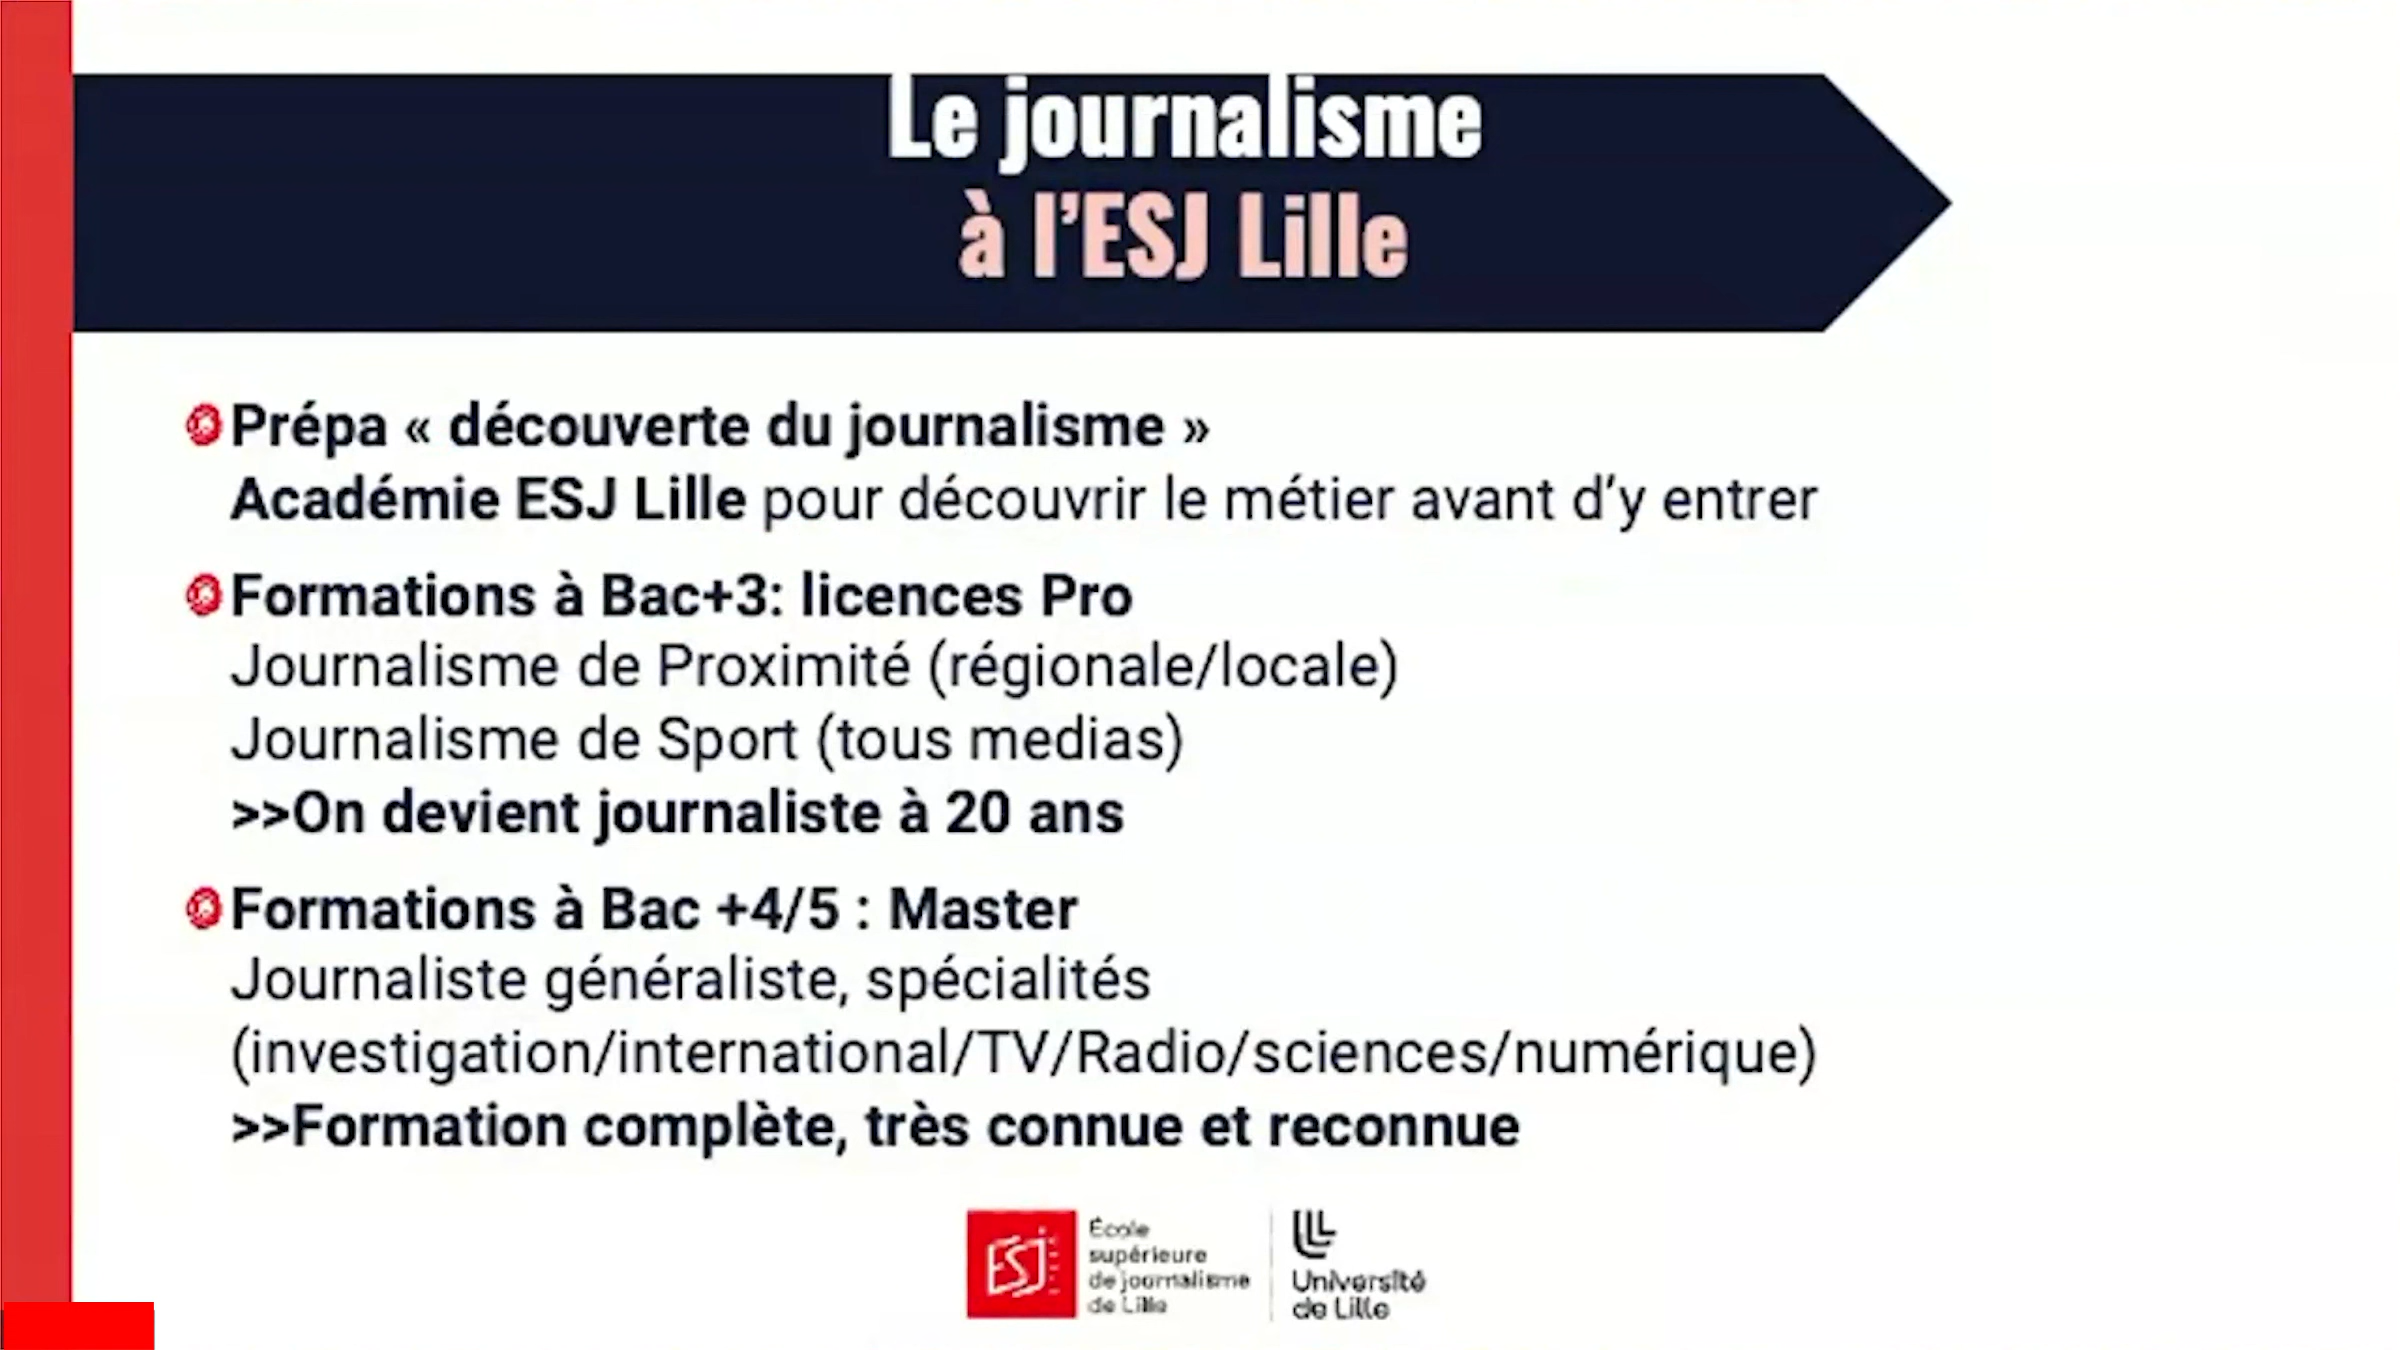 Le journalisme
à l'ESJ Lille
Prépa « découverte du journalisme »
Académie ESJ Lille pour découvrir le métier avant d'y entrer
Formations à Bac+3: licences Pro
Journalisme de Proximité (régionale/locale)
Journalisme de Sport (tous medias)
>>On devient journaliste à 20 ans
Formations à Bac +4/5 : Master
Journaliste généraliste, spécialités
(investigation/international/TV/Radio/sciences/numérique)
>>Formation complète, très connue et reconnue
ESJ
École
supérieure
de journalisme
de Lille
Université
de Lille